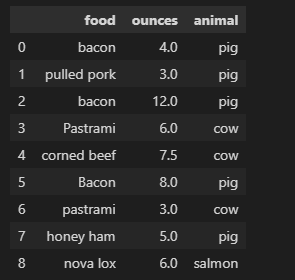 food ounces animal
0 bacon 4.0 pig
1 pulled pork 3.0 pig
2 bacon 12.0 pig
3 Pastrami 6.0 cow
4 corned beef 7.5 cow
5 Bacon 8.0 pig
6 pastrami 3.0 cow
7 honey ham 5.0 pig
8 nova lox 6.0 salmon